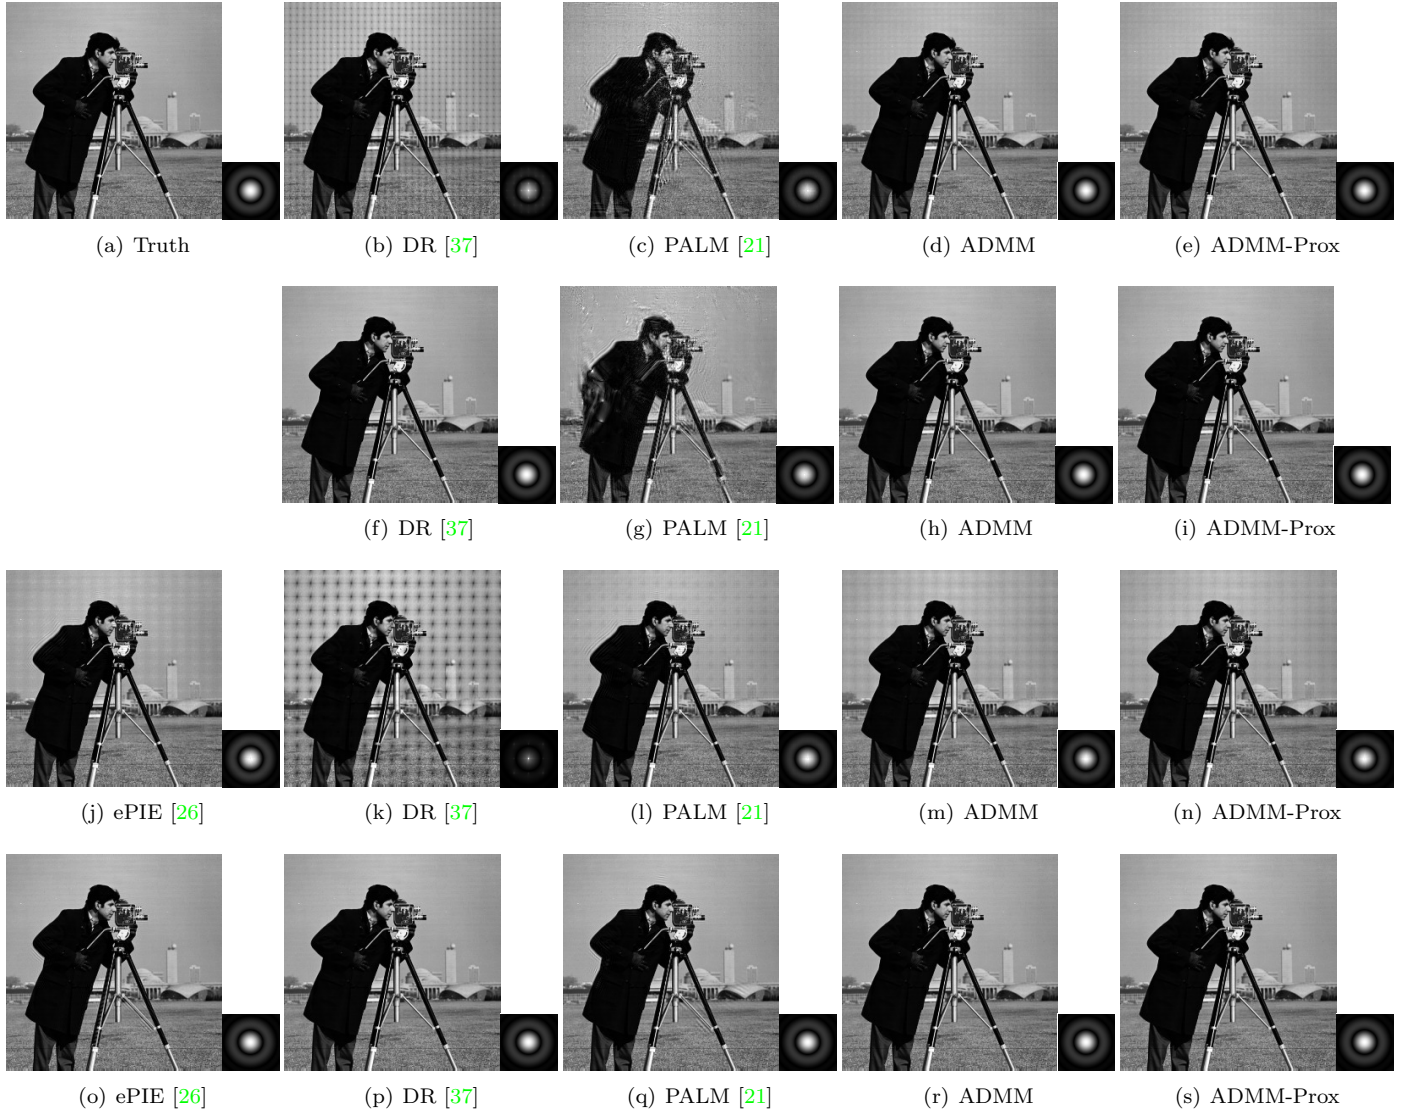 (a) Truth (b) DR [37] (c) PALM [21] (d) ADMM (e) ADMM-Prox
(f) DR [37] (g) PALM [21] (h) ADMM (i) ADMM-Prox
(j) ePIE [26] (k) DR [37] (l) PALM [21] (m) ADMM (n) ADMM-Prox
(o) ePIE [26] (p) DR [37] (q) PALM [21] (r) ADMM (s) ADMM-Prox